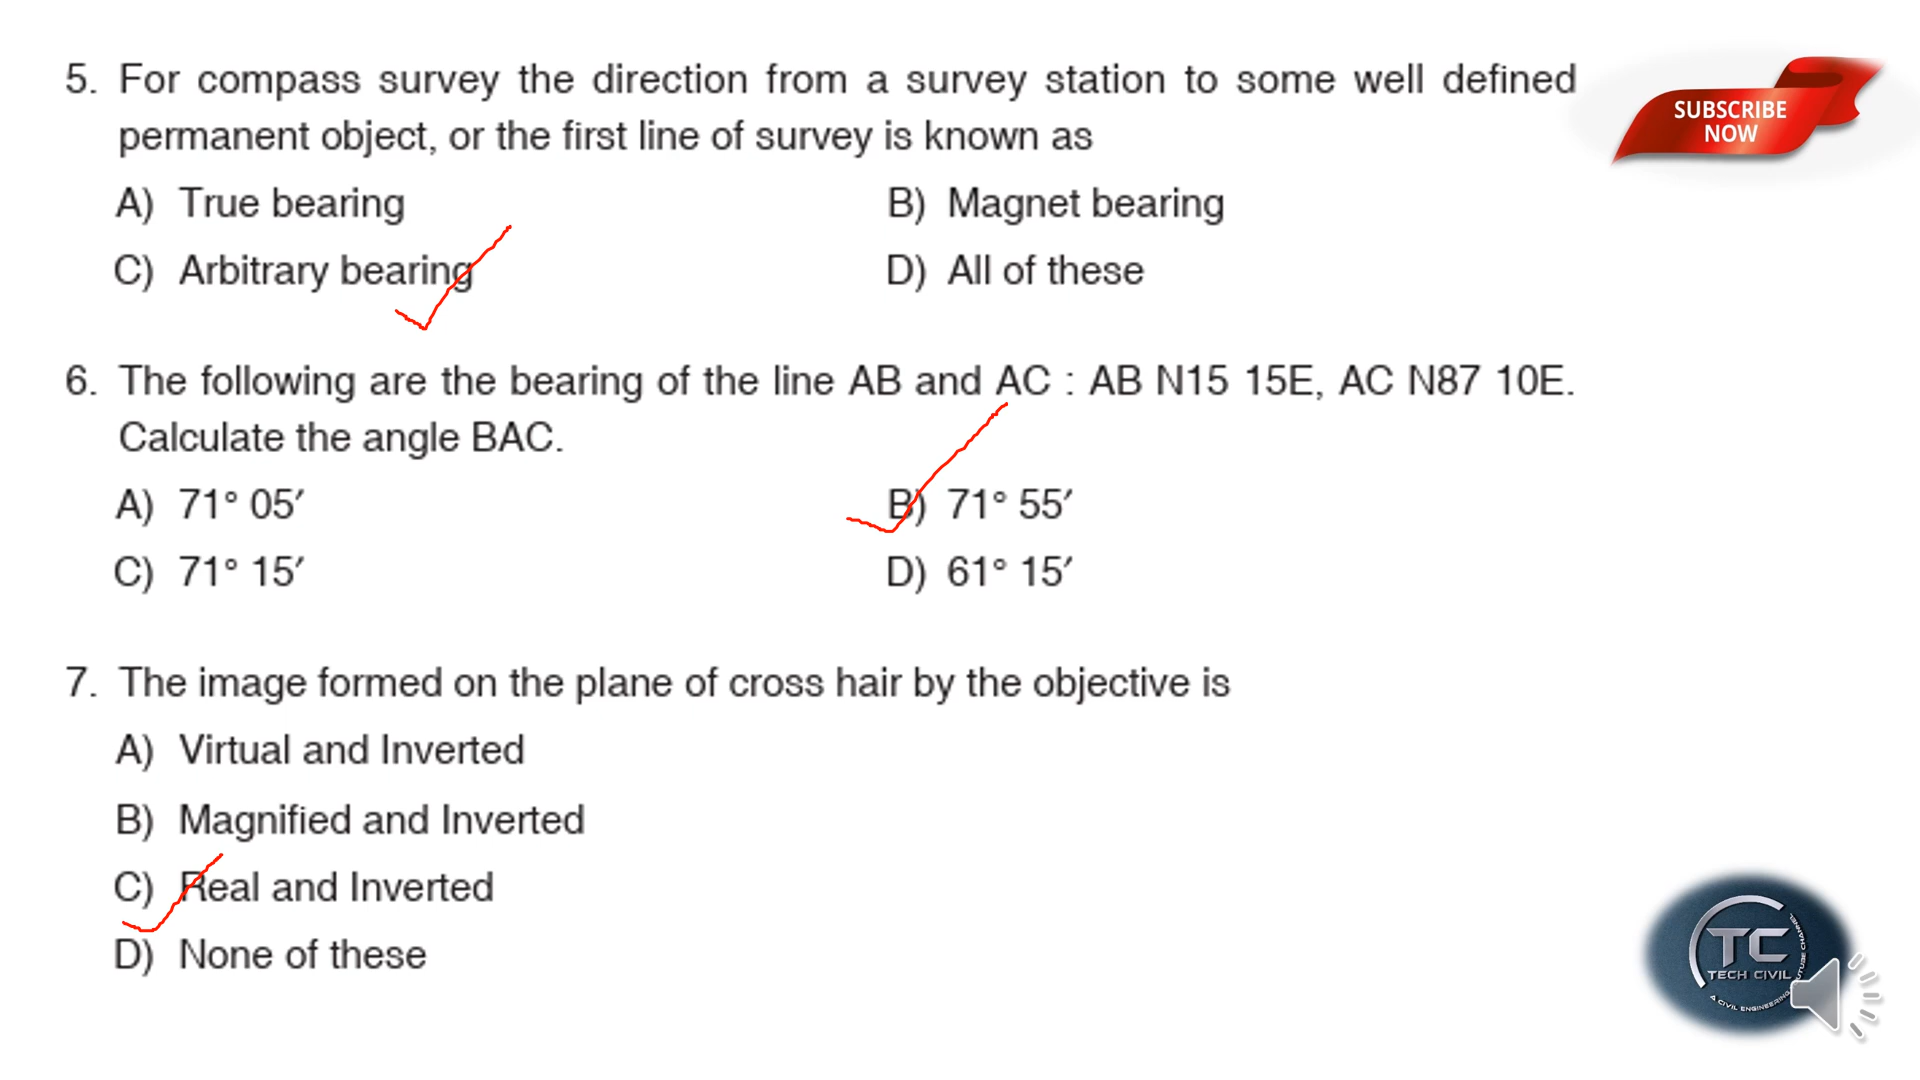 5. For compass survey the direction from a survey station to some well defined
permanent object, or the first line of survey is known as
A) True bearing B) Magnet bearing
C) Arbitrary bearing D) All of these
6. The following are the bearing of the line AB and AC : AB N15 15E, AC N87 10E.
Calculate the angle BAC.
A) 71° 05′ B) 71° 55′
C) 71° 15′ D) 61° 15′
7. The image formed on the plane of cross hair by the objective is
A) Virtual and Inverted
B) Magnified and Inverted
C) Real and Inverted
D) None of these
SUBSCRIBE
NOW
TC
TECH CIVIL
A CIVIL ENGINEERING
CHANNEL